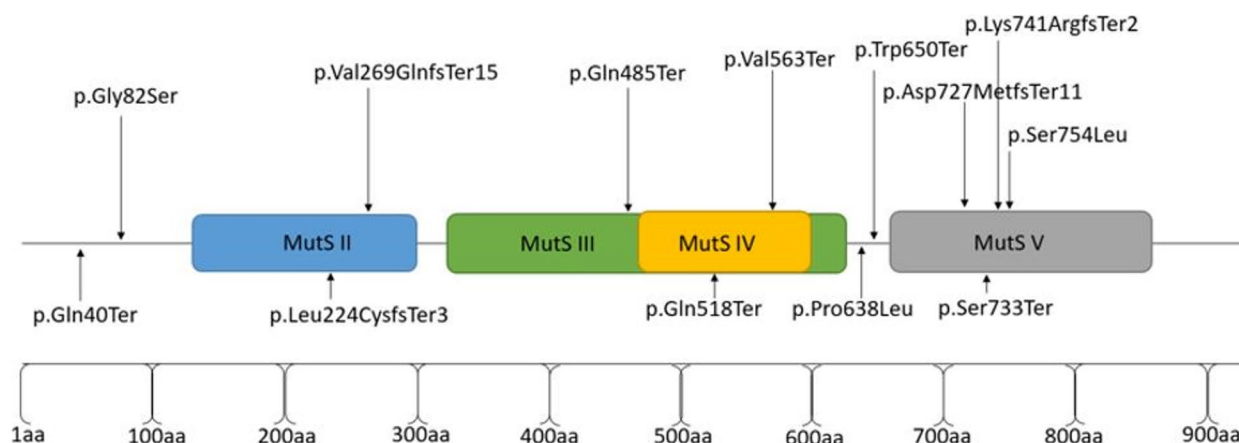 p.Lys741ArgfsTer2
p.Trp650Ter
p.Val563Ter
p.Val269GlnfsTer15
p.Gln485Ter
p.Gly82Ser
p.Asp727MetfsTer11
p.Ser754Leu
MutS II
MutS III
MutS IV
MutS V
p.Gln40Ter
p.Leu224CysfsTer3
p.Gln518Ter
p.Pro638Leu
p.Ser733Ter
1aa 100aa 200aa 300aa 400aa 500aa 600aa 700aa 800aa 900aa